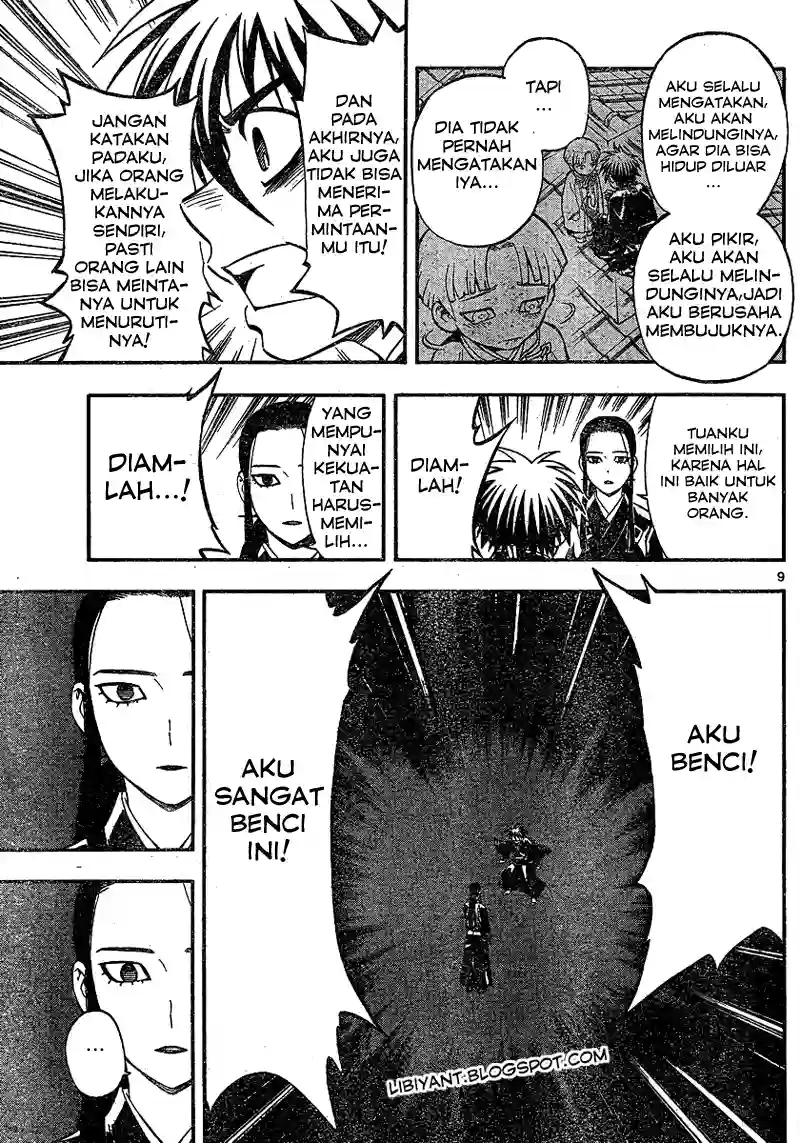 AKU SELALU
MENGATAKAN,
AKU AKAN
MELINDUNGINYA,
AGAR DIA BISA
HIDUP DILUAR
...
AKU PIKIR,
AKU AKAN
SELALU MELIN-
DUNGINYA,JADI
AKU BERUSAHA
MEMBUJUKNYA.
TAPI
...
DIA TIDAK
PERNAH
MENGATAKAN
IYA...
DAN
PADA
AKHIRNYA,
AKU JUGA
TIDAK BISA
MENERI-
MA PER-
MINTAAN-
MU ITU!
JANGAN
KATAKAN
PADAKU,
JIKA ORANG
MELAKU-
KANNYA
SENDIRI,
PASTI
ORANG LAIN
BISA MEINTA-
NYA UNTUK
MENURUTI-
NYA!
TUANKU
MEMILIH INI,
KARENA HAL
INI BAIK UNTUK
BANYAK
ORANG.
DIAM-
LAH!
YANG
MEMPU-
NYAI
KEKUA-
TAN
HARUS-
MEMI-
LIH...
DIAM-
LAH...!
9
AKU
BENCI!
AKU
SANGAT
BENCI
INI!
...
LIBIYANT.BLOGSPOT.COM